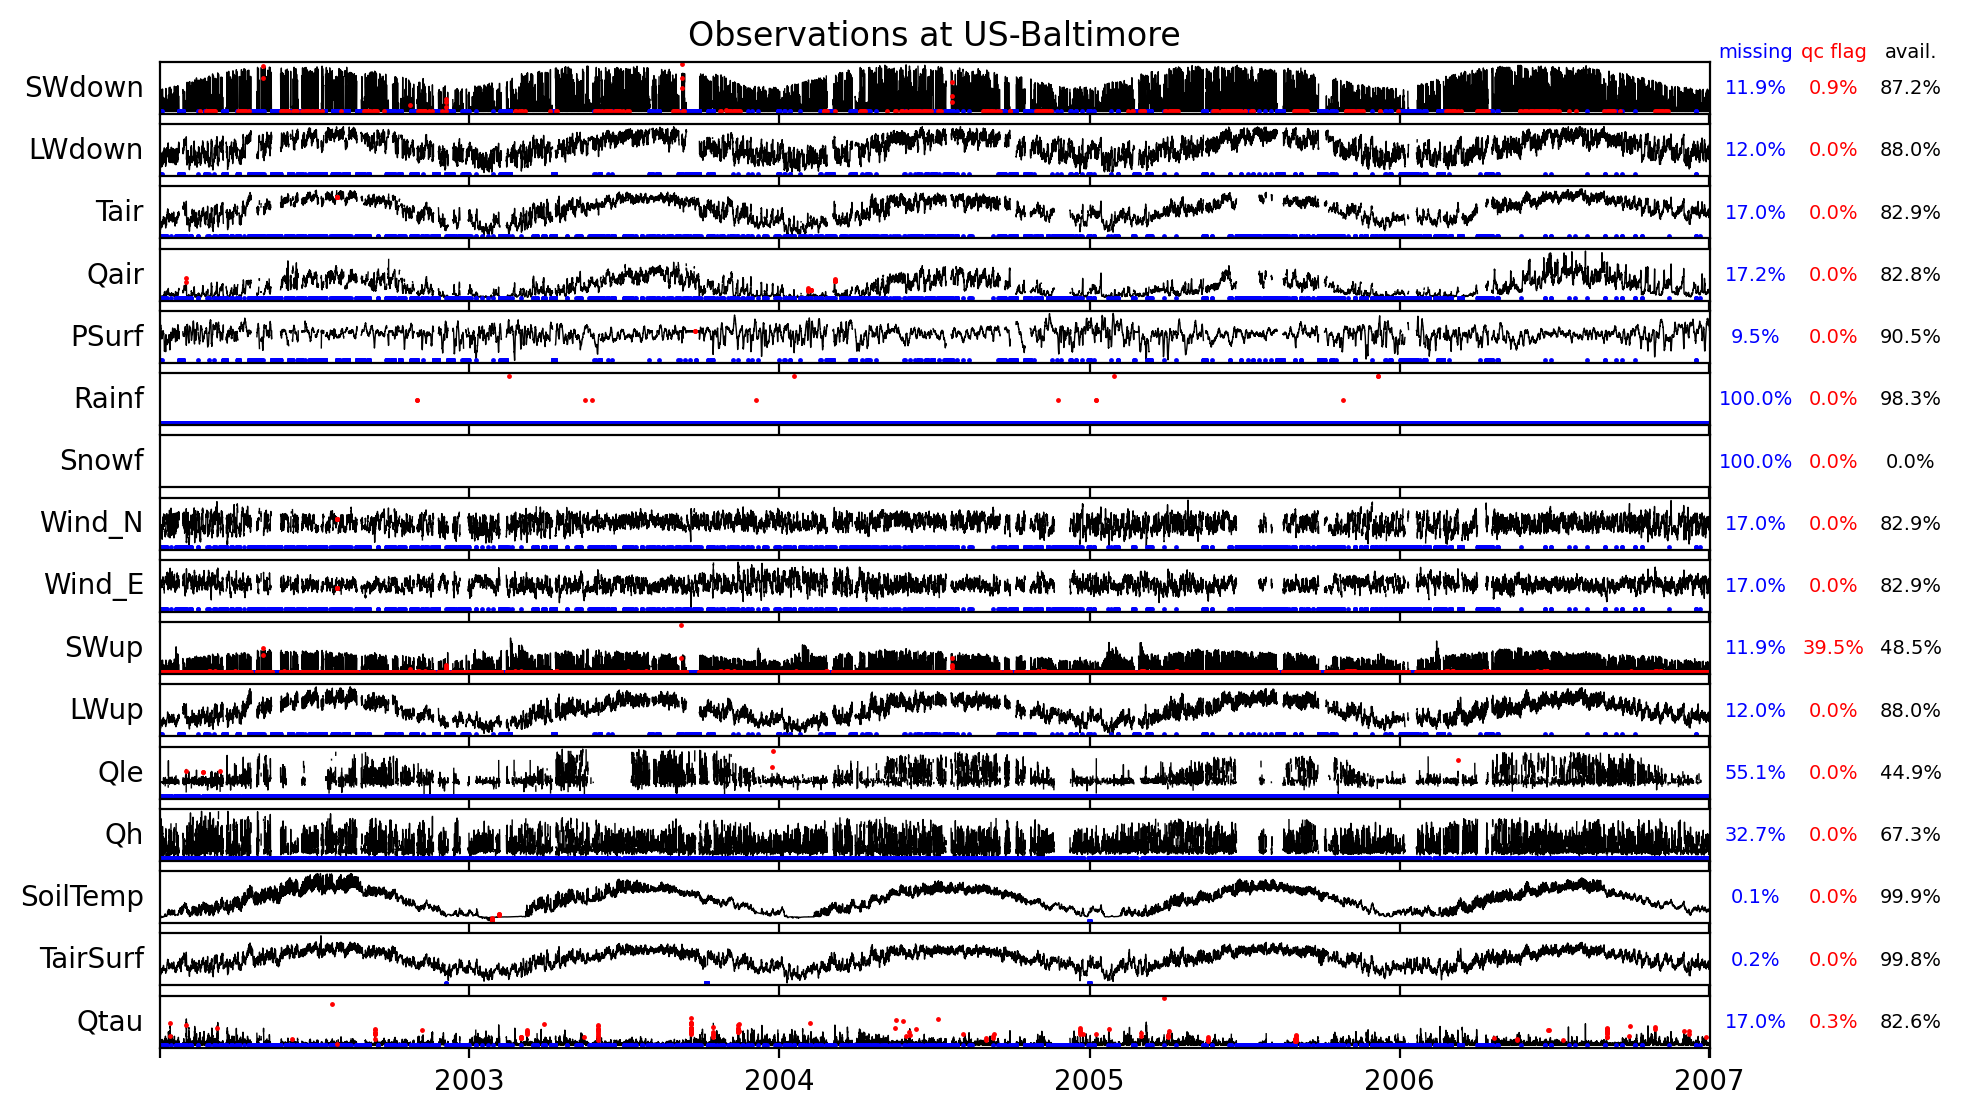 Observations at US-Baltimore
missing qc flag avail.
SWdown 11.9% 0.9% 87.2%
LWdown 12.0% 0.0% 88.0%
Tair 17.0% 0.0% 82.9%
Qair 17.2% 0.0% 82.8%
PSurf 9.5% 0.0% 90.5%
Rainf 100.0% 0.0% 98.3%
Snowf 100.0% 0.0% 0.0%
Wind_N 17.0% 0.0% 82.9%
Wind_E 17.0% 0.0% 82.9%
SWup 11.9% 39.5% 48.5%
LWup 12.0% 0.0% 88.0%
Qle 55.1% 0.0% 44.9%
Qh 32.7% 0.0% 67.3%
SoilTemp 0.1% 0.0% 99.9%
TairSurf 0.2% 0.0% 99.8%
Qtau 17.0% 0.3% 82.6%
2003 2004 2005 2006 2007